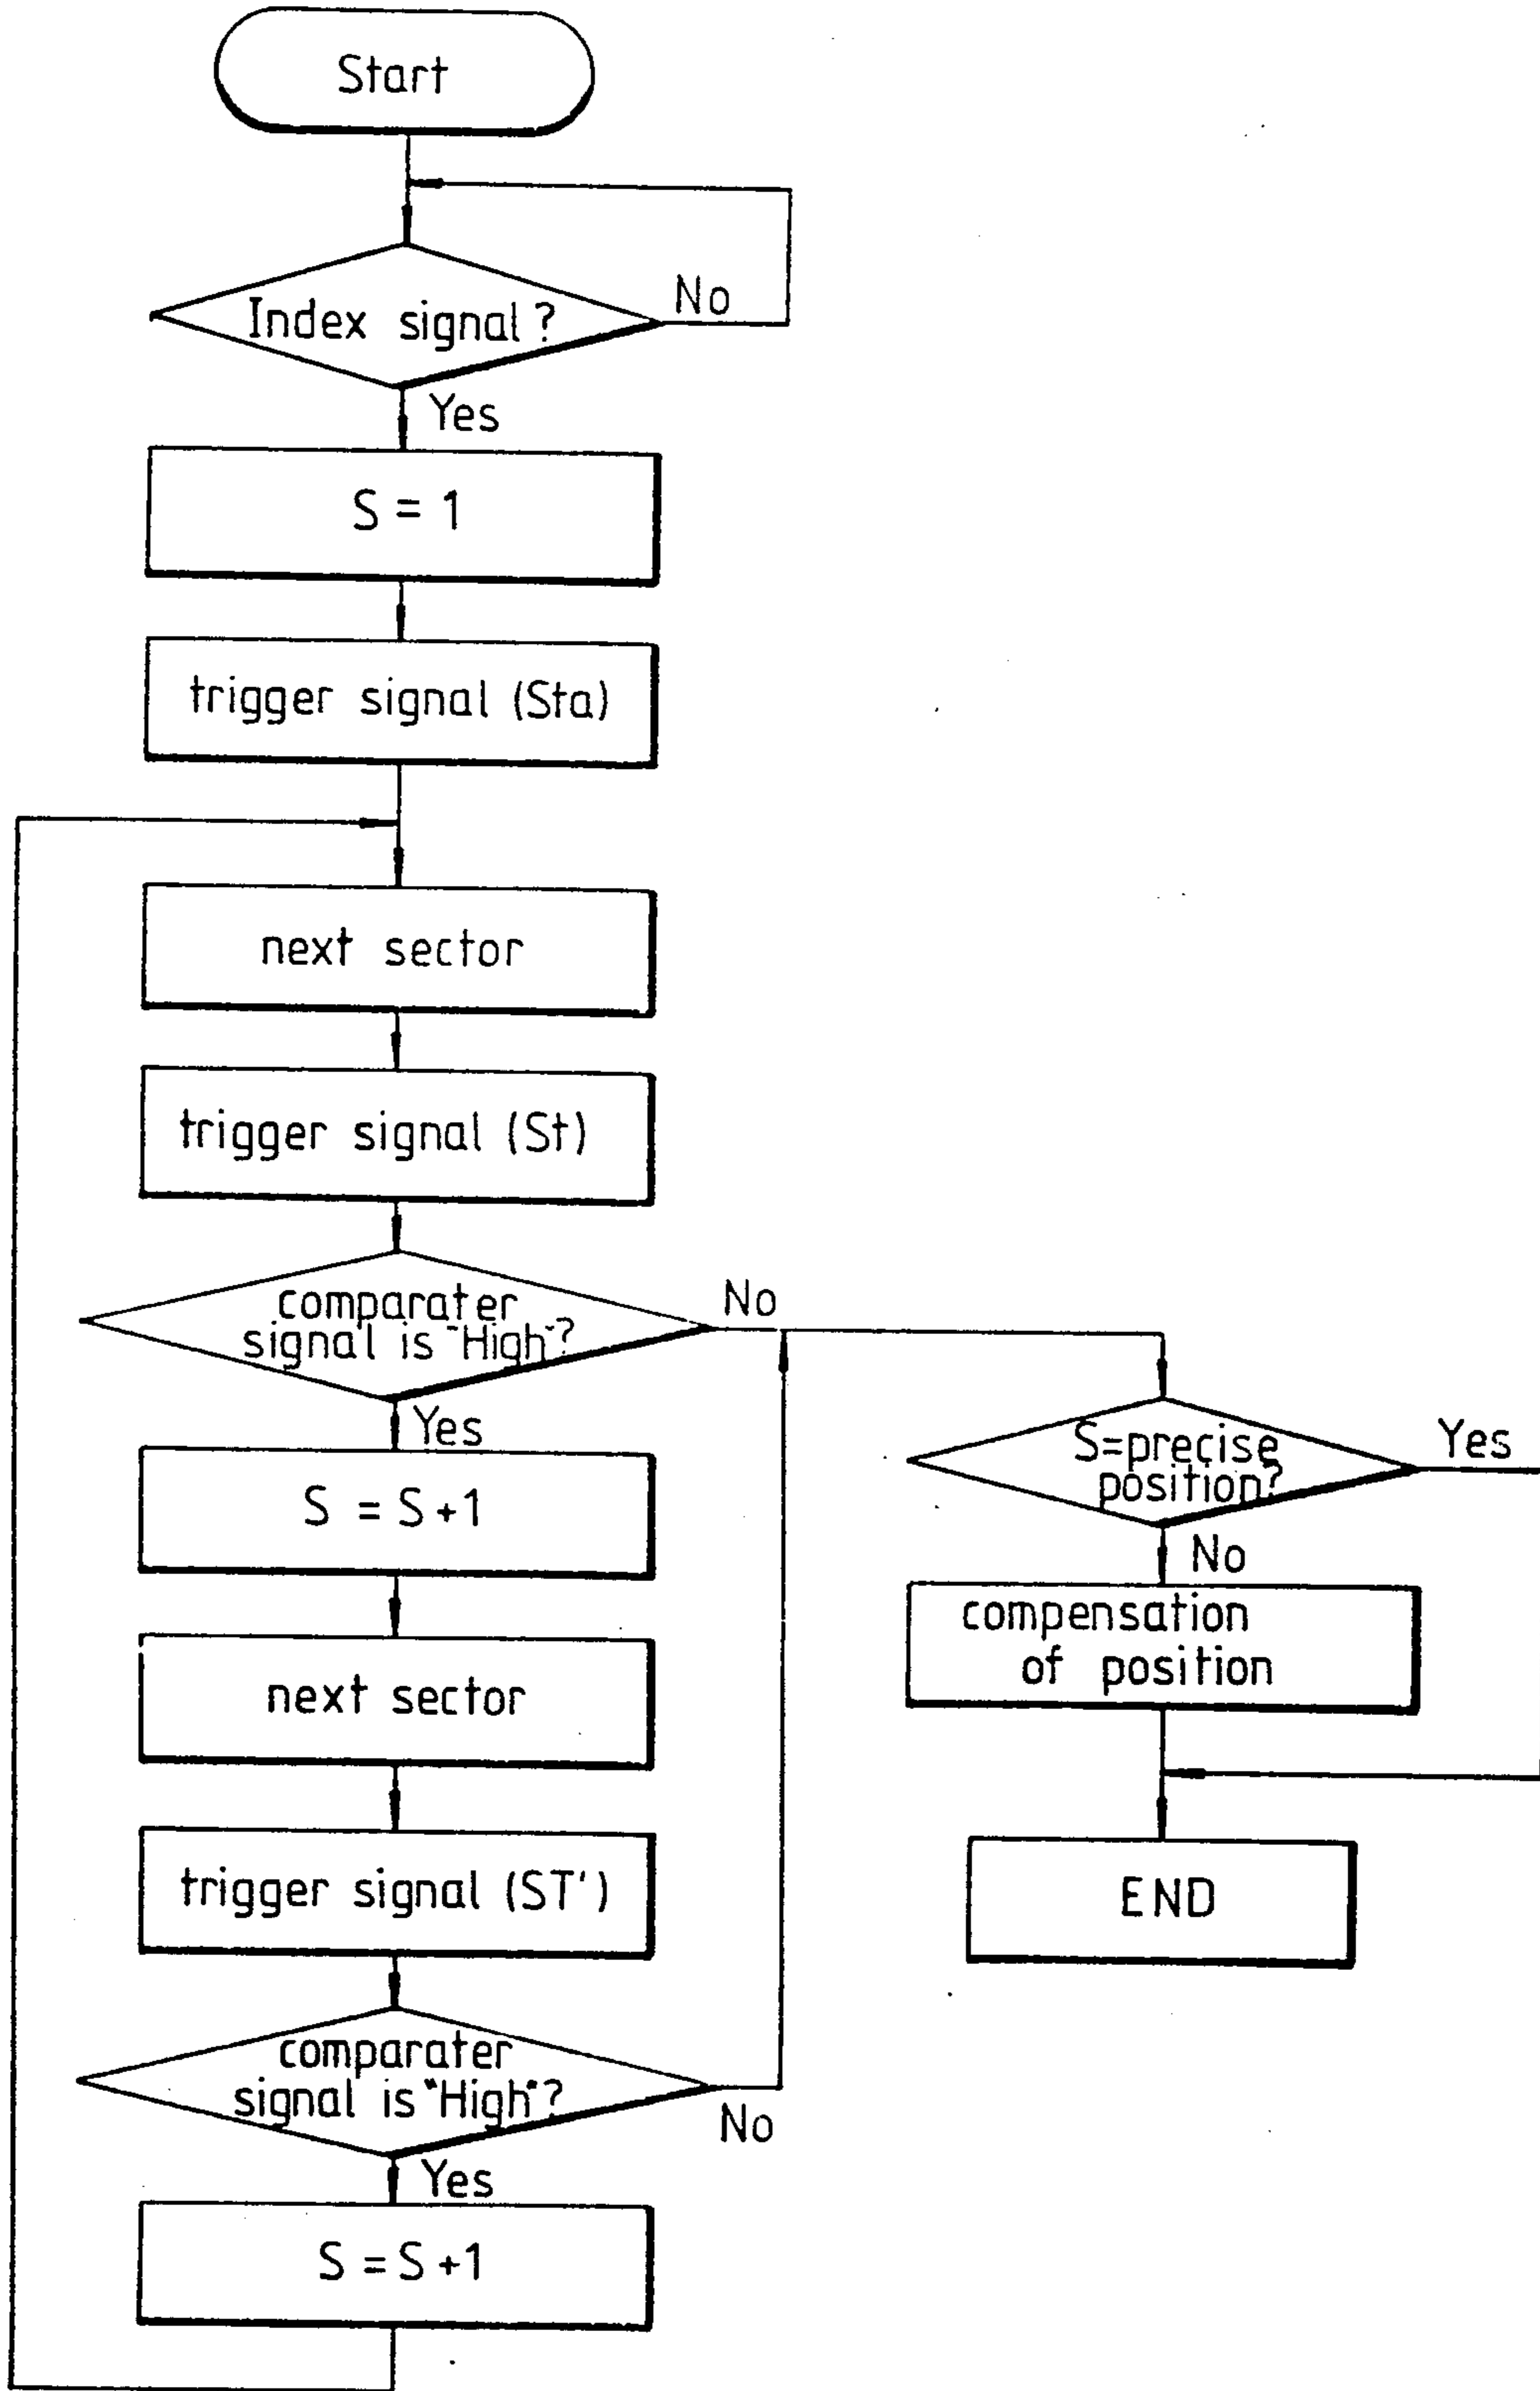 Start
Index signal?
No
Yes
S = 1
trigger signal (Sta)
next sector
trigger signal (St)
comparater
signal is "High"?
No
Yes
S = S+1
next sector
trigger signal (ST')
comparater
signal is "High"?
No
Yes
S = S+1
S=precise
position?
Yes
No
compensation
of position
END